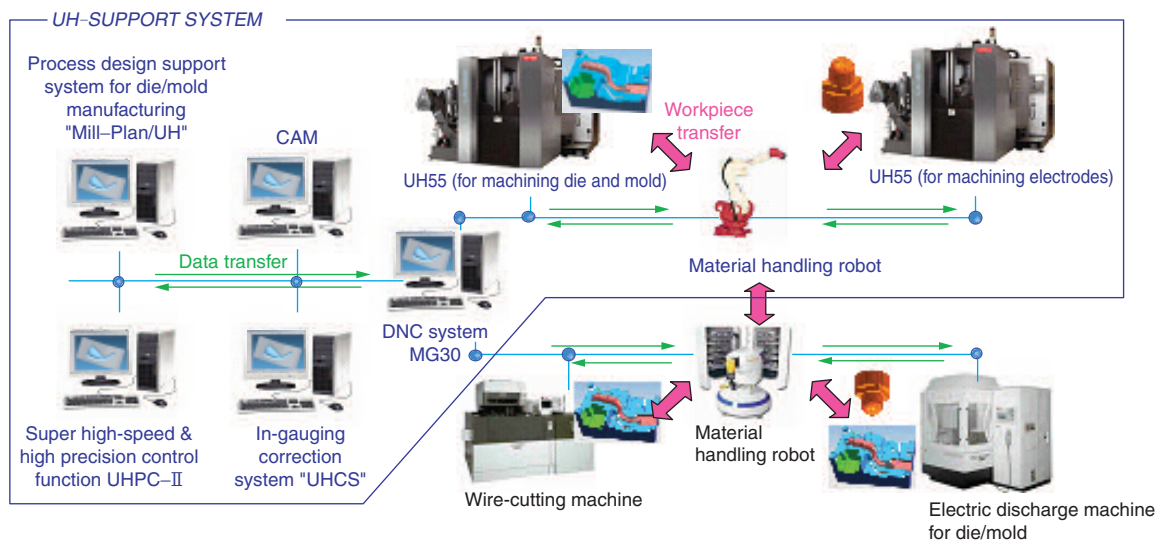 UH–SUPPORT SYSTEM
Process design support
system for die/mold
manufacturing
"Mill–Plan/UH"
CAM
Workpiece
transfer
UH55 (for machining die and mold)
UH55 (for machining electrodes)
Data transfer
Material handling robot
DNC system
MG30
Super high-speed &
high precision control
function UHPC–II
In-gauging
correction
system "UHCS"
Material
handling robot
Wire-cutting machine
Electric discharge machine
for die/mold